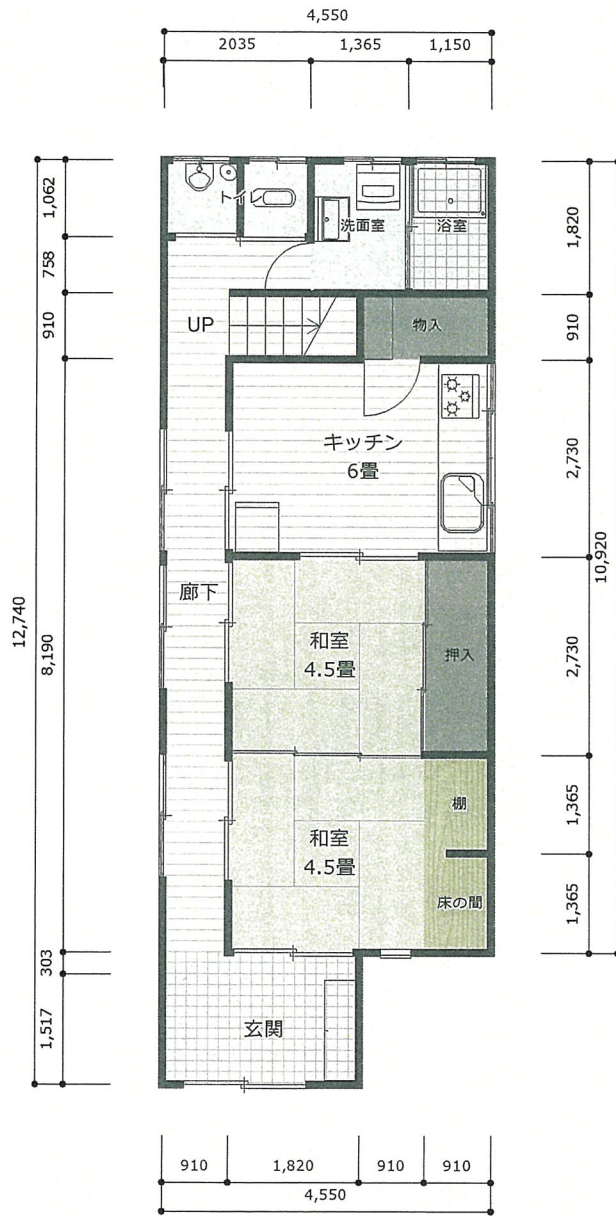 4,550
2035
1,365
1,150
12,740
1,062
758
910
8,190
303
1,517
トイレ
洗面室
浴室
UP
物入
キッチン
6畳
廊下
和室
4.5畳
押入
和室
4.5畳
棚
床の間
玄関
1,820
910
2,730
10,920
2,730
1,365
1,365
910
1,820
910
910
4,550